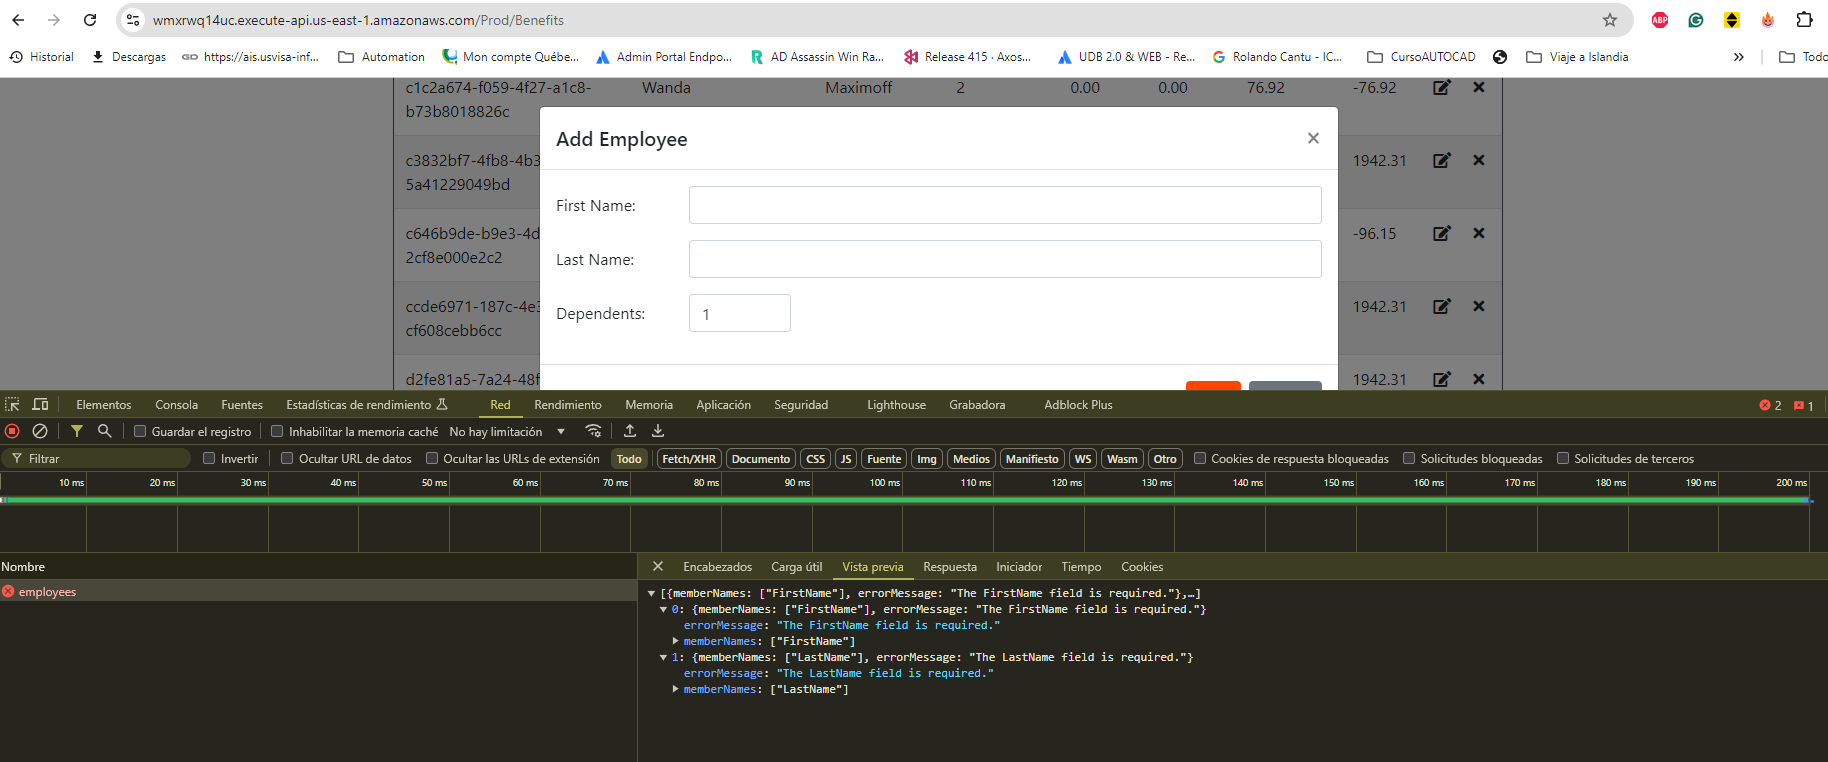 wmxrwq14uc.execute-api.us-east-1.amazonaws.com/Prod/Benefits
Historial Descargas https://ais.usvisa-inf... Automation Mon compte Québe... Admin Portal Endpo... AD Assassin Win Ra... Release 415 · Axos... UDB 2.0 & WEB - Re... Rolando Cantu - IC... CursoAUTOCAD Viaje a Islandia » Todo
c1c2a674-f059-4f27-a1c8- Wanda Maximoff 2 0.00 0.00 76.92 -76.92
b73b8018826c
Add Employee ×
c3832bf7-4fb8-4b3 1942.31
5a41229049bd
First Name:
c646b9de-b9e3-4d -96.15
2cf8e000e2c2
Last Name:
ccde6971-187c-4e3 1942.31
cf608cebb6cc
Dependents: 1
d2fe81a5-7a24-48f 1942.31
Elementos Consola Fuentes Estadísticas de rendimiento Red Rendimiento Memoria Aplicación Seguridad Lighthouse Grabadora Adblock Plus 2 1
Guardar el registro Inhabilitar la memoria caché No hay limitación
Filtrar Invertir Ocultar URL de datos Ocultar las URLs de extensión Todo Fetch/XHR Documento CSS JS Fuente Img Medios Manifiesto WS Wasm Otro Cookies de respuesta bloqueadas Solicitudes bloqueadas Solicitudes de terceros
10 ms 20 ms 30 ms 40 ms 50 ms 60 ms 70 ms 80 ms 90 ms 100 ms 110 ms 120 ms 130 ms 140 ms 150 ms 160 ms 170 ms 180 ms 190 ms 200 ms
Nombre
employees
Encabezados Carga útil Vista previa Respuesta Iniciador Tiempo Cookies
[{memberNames: ["FirstName"], errorMessage: "The FirstName field is required."},…]
0: {memberNames: ["FirstName"], errorMessage: "The FirstName field is required."}
errorMessage: "The FirstName field is required."
memberNames: ["FirstName"]
1: {memberNames: ["LastName"], errorMessage: "The LastName field is required."}
errorMessage: "The LastName field is required."
memberNames: ["LastName"]